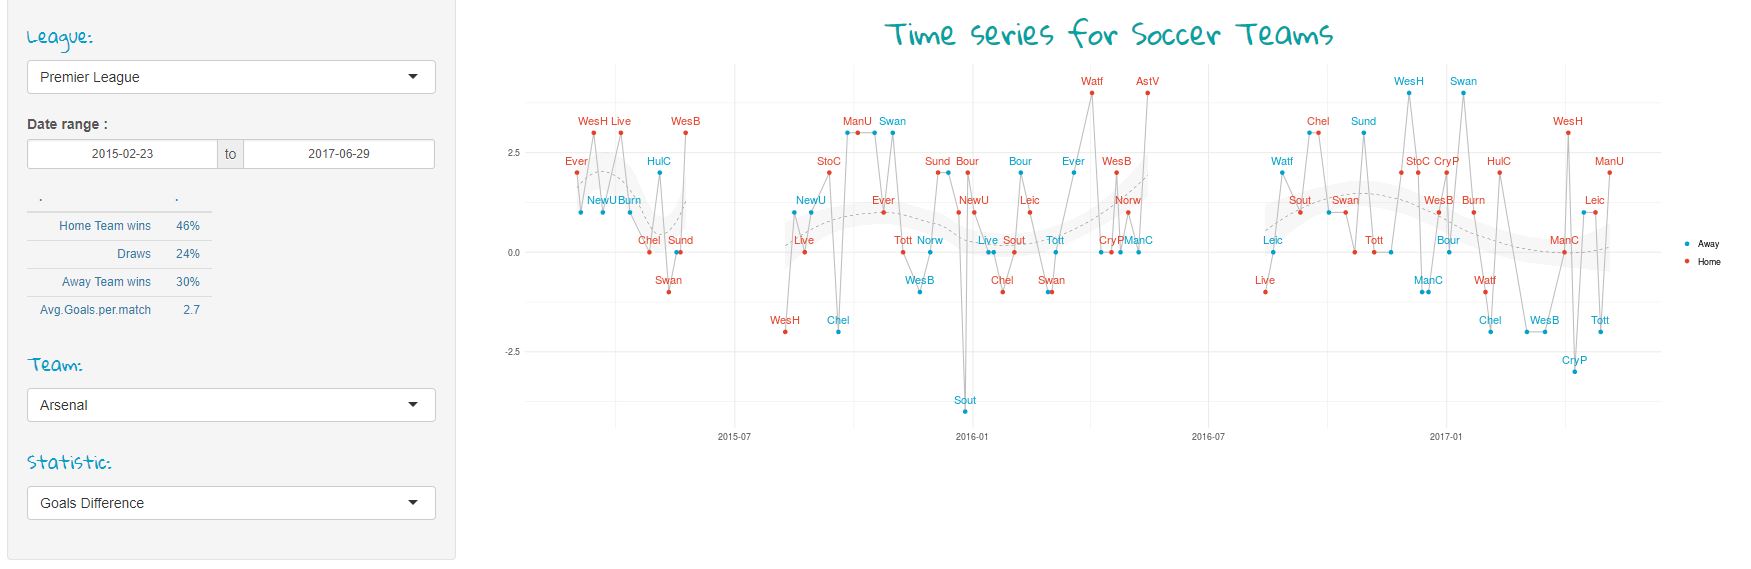 Time series for Soccer Teams
League:
Premier League
Date range :
2015-02-23 to 2017-06-29
. .
Home Team wins 46%
Draws 24%
Away Team wins 30%
Avg.Goals.per.match 2.7
Team:
Arsenal
Statistic:
Goals Difference
WesH Swan
Watf AstV
WesH Live WesB ManU Swan Chel Sund WesH
2.5
Ever HulC StoC Sund Bour Bour Ever WesB Watf StoC CryP HulC ManU
NewU Burn NewU Ever NewU Leic Norw Sout Swan WesB Burn Leic
Chel Sund Live Tott Norw Live Sout Tott CryP ManC Leic Tott Bour ManC
0.0
Swan WesB Chel Swan Live ManC Watf
WesH Chel Chel WesB Tott
-2.5
CryP
Sout
2015-07 2016-01 2016-07 2017-01
Away
Home